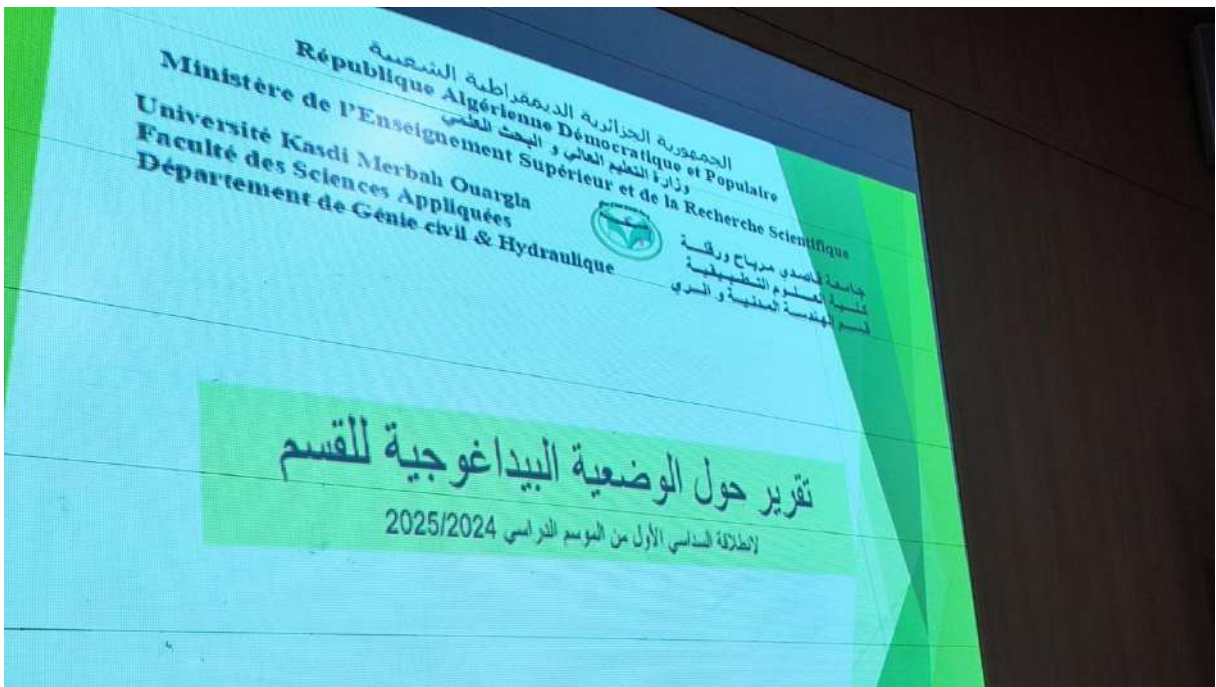 الجمهورية الجزائرية الديمقراطية الشعبية
République Algérienne Démocratique et Populaire
وزارة التعليم العالي و البحث العلمي
Ministère de l'Enseignement Supérieur et de la Recherche Scientifique
Université Kasdi Merbah Ouargla
جامعة قاصدي مرباح ورقلة
Faculté des Sciences Appliquées
كلية العلوم التطبيقية
Département de Génie civil & Hydraulique
قسم الهندسة المدنية و الري
تقرير حول الوضعية البيداغوجية للقسم
لانطلاقة السداسي الأول من الموسم الدراسي 2025/2024